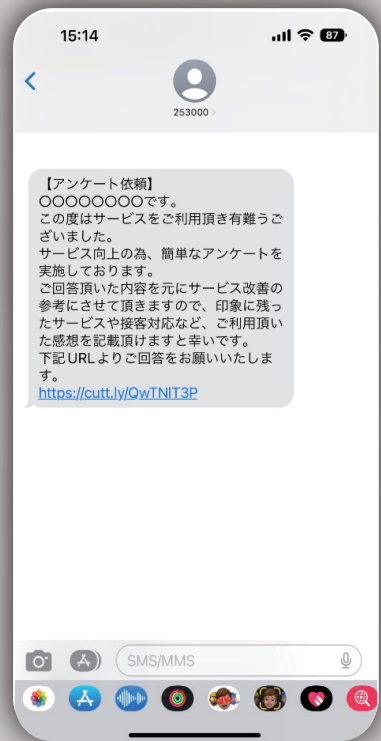 15:14
87
253000
【アンケート依頼】
〇〇〇〇〇〇〇〇です。
この度はサービスをご利用頂き有難うご
ざいました。
サービス向上の為、簡単なアンケートを
実施しております。
ご回答頂いた内容を元にサービス改善の
参考にさせて頂きますので、印象に残っ
たサービスや接客対応など、ご利用頂い
た感想を記載頂けますと幸いです。
下記URLよりご回答をお願いいたしま
す。
https://cutt.ly/QwTNIT3P
SMS/MMS